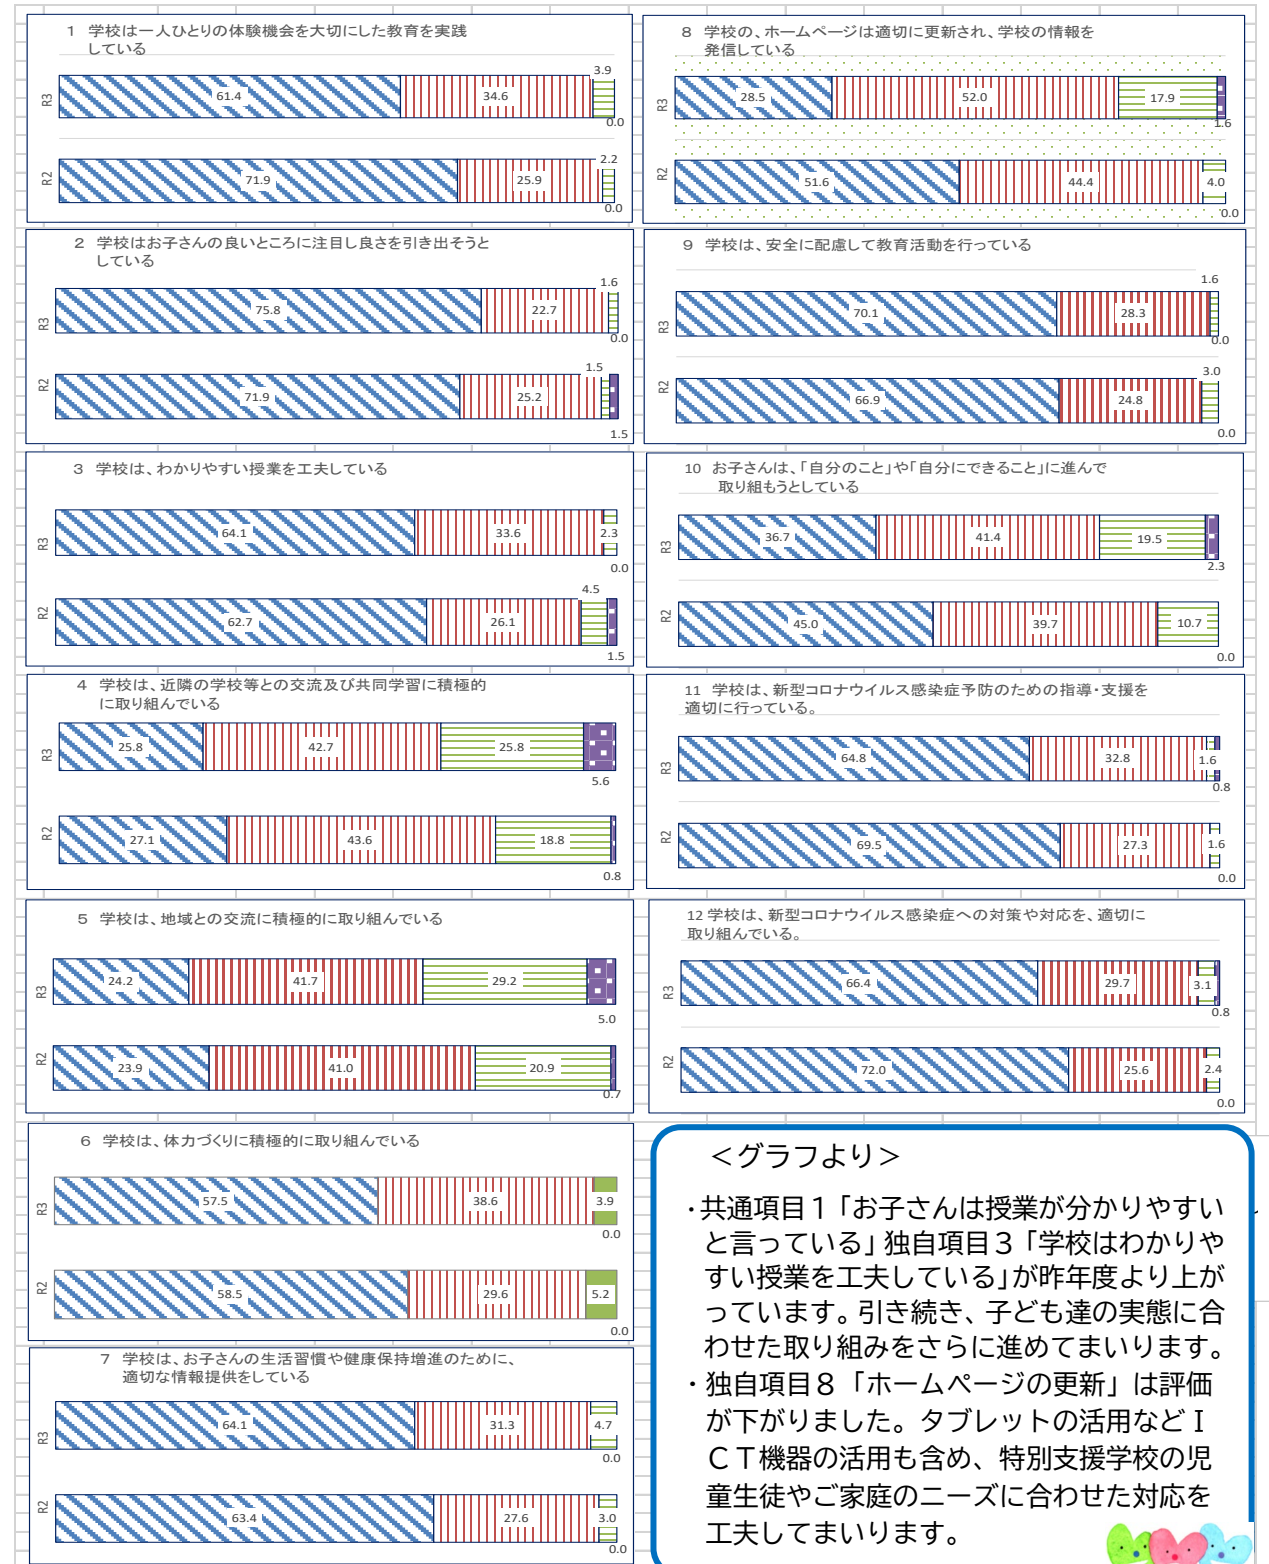 1　学校は一人ひとりの体験機会を大切にした教育を実践
している
R3
61.4
34.6
3.9
0.0
R2
71.9
25.9
2.2
0.0
2　学校はお子さんの良いところに注目し良さを引き出そうと
している
R3
75.8
22.7
1.6
0.0
R2
71.9
25.2
1.5
1.5
3　学校は、わかりやすい授業を工夫している
R3
64.1
33.6
2.3
0.0
R2
62.7
26.1
4.5
1.5
4　学校は、近隣の学校等との交流及び共同学習に積極的
に取り組んでいる
R3
25.8
42.7
25.8
5.6
R2
27.1
43.6
18.8
0.8
5　学校は、地域との交流に積極的に取り組んでいる
R3
24.2
41.7
29.2
5.0
R2
23.9
41.0
20.9
0.7
6　学校は、体力づくりに積極的に取り組んでいる
R3
57.5
38.6
3.9
0.0
R2
58.5
29.6
5.2
0.0
7　学校は、お子さんの生活習慣や健康保持増進のために、
適切な情報提供をしている
R3
64.1
31.3
4.7
0.0
R2
63.4
27.6
3.0
0.0
8　学校の、ホームページは適切に更新され、学校の情報を
発信している
R3
28.5
52.0
17.9
1.6
R2
51.6
44.4
4.0
0.0
9　学校は、安全に配慮して教育活動を行っている
R3
70.1
28.3
1.6
0.0
R2
66.9
24.8
3.0
0.0
10　お子さんは、「自分のこと」や「自分にできること」に進んで
取り組もうとしている
R3
36.7
41.4
19.5
2.3
R2
45.0
39.7
10.7
0.0
11　学校は、新型コロナウイルス感染症予防のための指導・支援を
適切に行っている。
R3
64.8
32.8
1.6
0.8
R2
69.5
27.3
1.6
0.0
12 学校は、新型コロナウイルス感染症への対策や対応を、適切に
取り組んでいる。
R3
66.4
29.7
3.1
0.8
R2
72.0
25.6
2.4
0.0
＜グラフより＞
・共通項目１「お子さんは授業が分かりやすい
と言っている」独自項目３「学校はわかりや
すい授業を工夫している」が昨年度より上が
っています。引き続き、子ども達の実態に合
わせた取り組みをさらに進めてまいります。
・独自項目８「ホームページの更新」は評価
が下がりました。タブレットの活用などＩ
ＣＴ機器の活用も含め、特別支援学校の児
童生徒やご家庭のニーズに合わせた対応を
工夫してまいります。